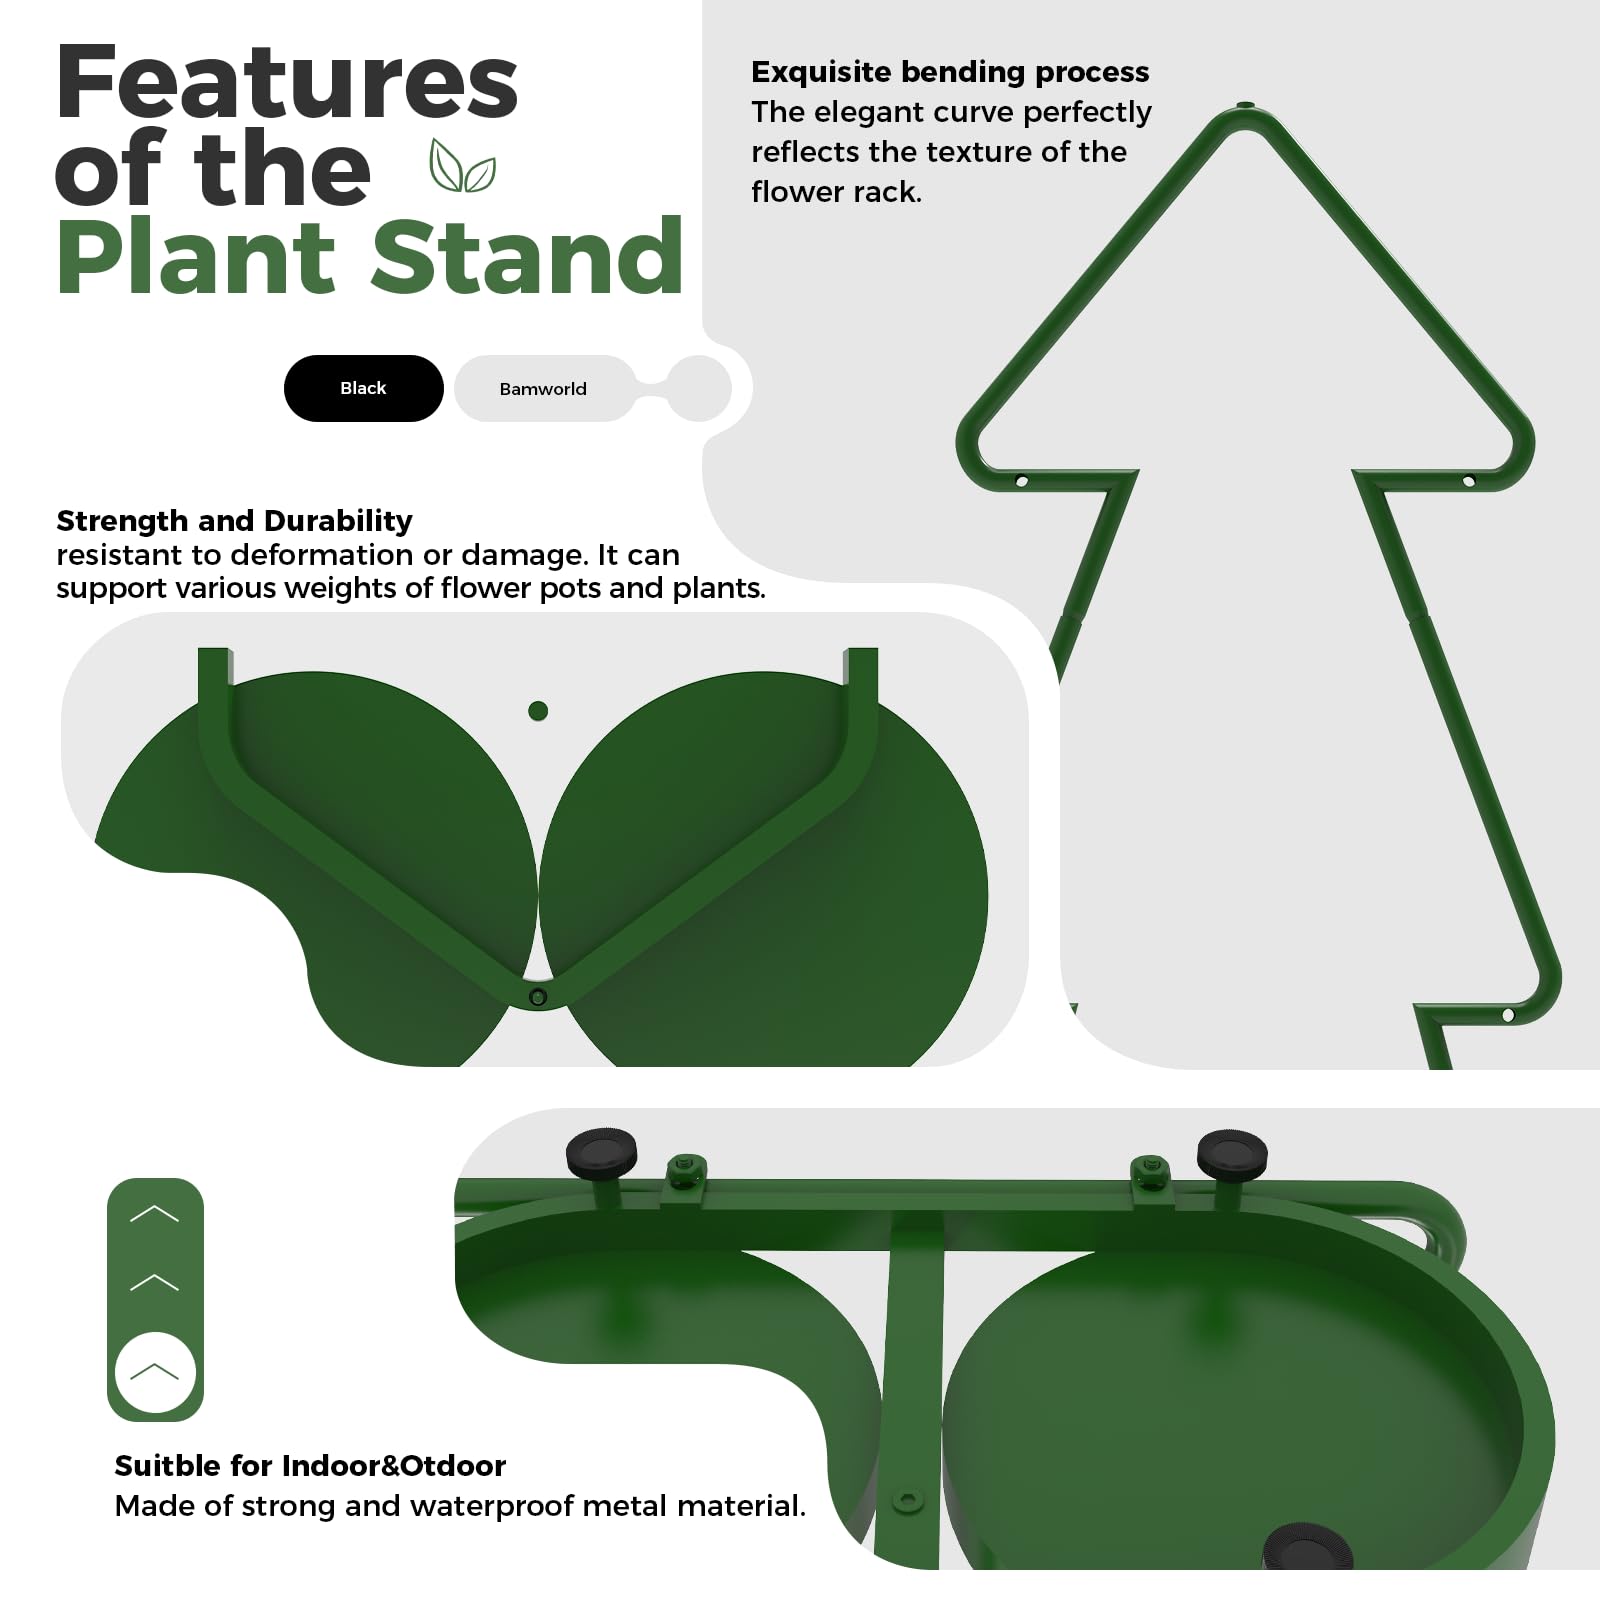 Features
of the
Plant Stand
Black
Bamworld
Exquisite bending process
The elegant curve perfectly
reflects the texture of the
flower rack.
Strength and Durability
resistant to deformation or damage. It can
support various weights of flower pots and plants.
Suitble for Indoor&Otdoor
Made of strong and waterproof metal material.